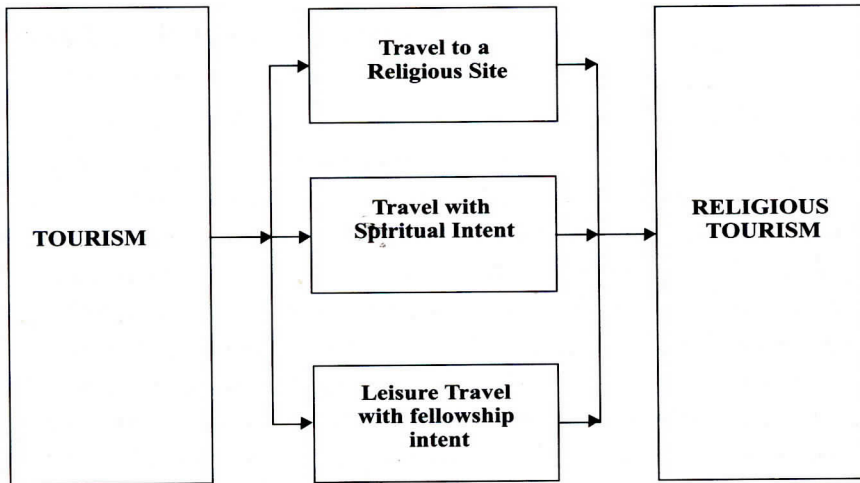 TOURISM
Travel to a
Religious Site
Travel with
Spiritual Intent
Leisure Travel
with fellowship
intent
RELIGIOUS
TOURISM